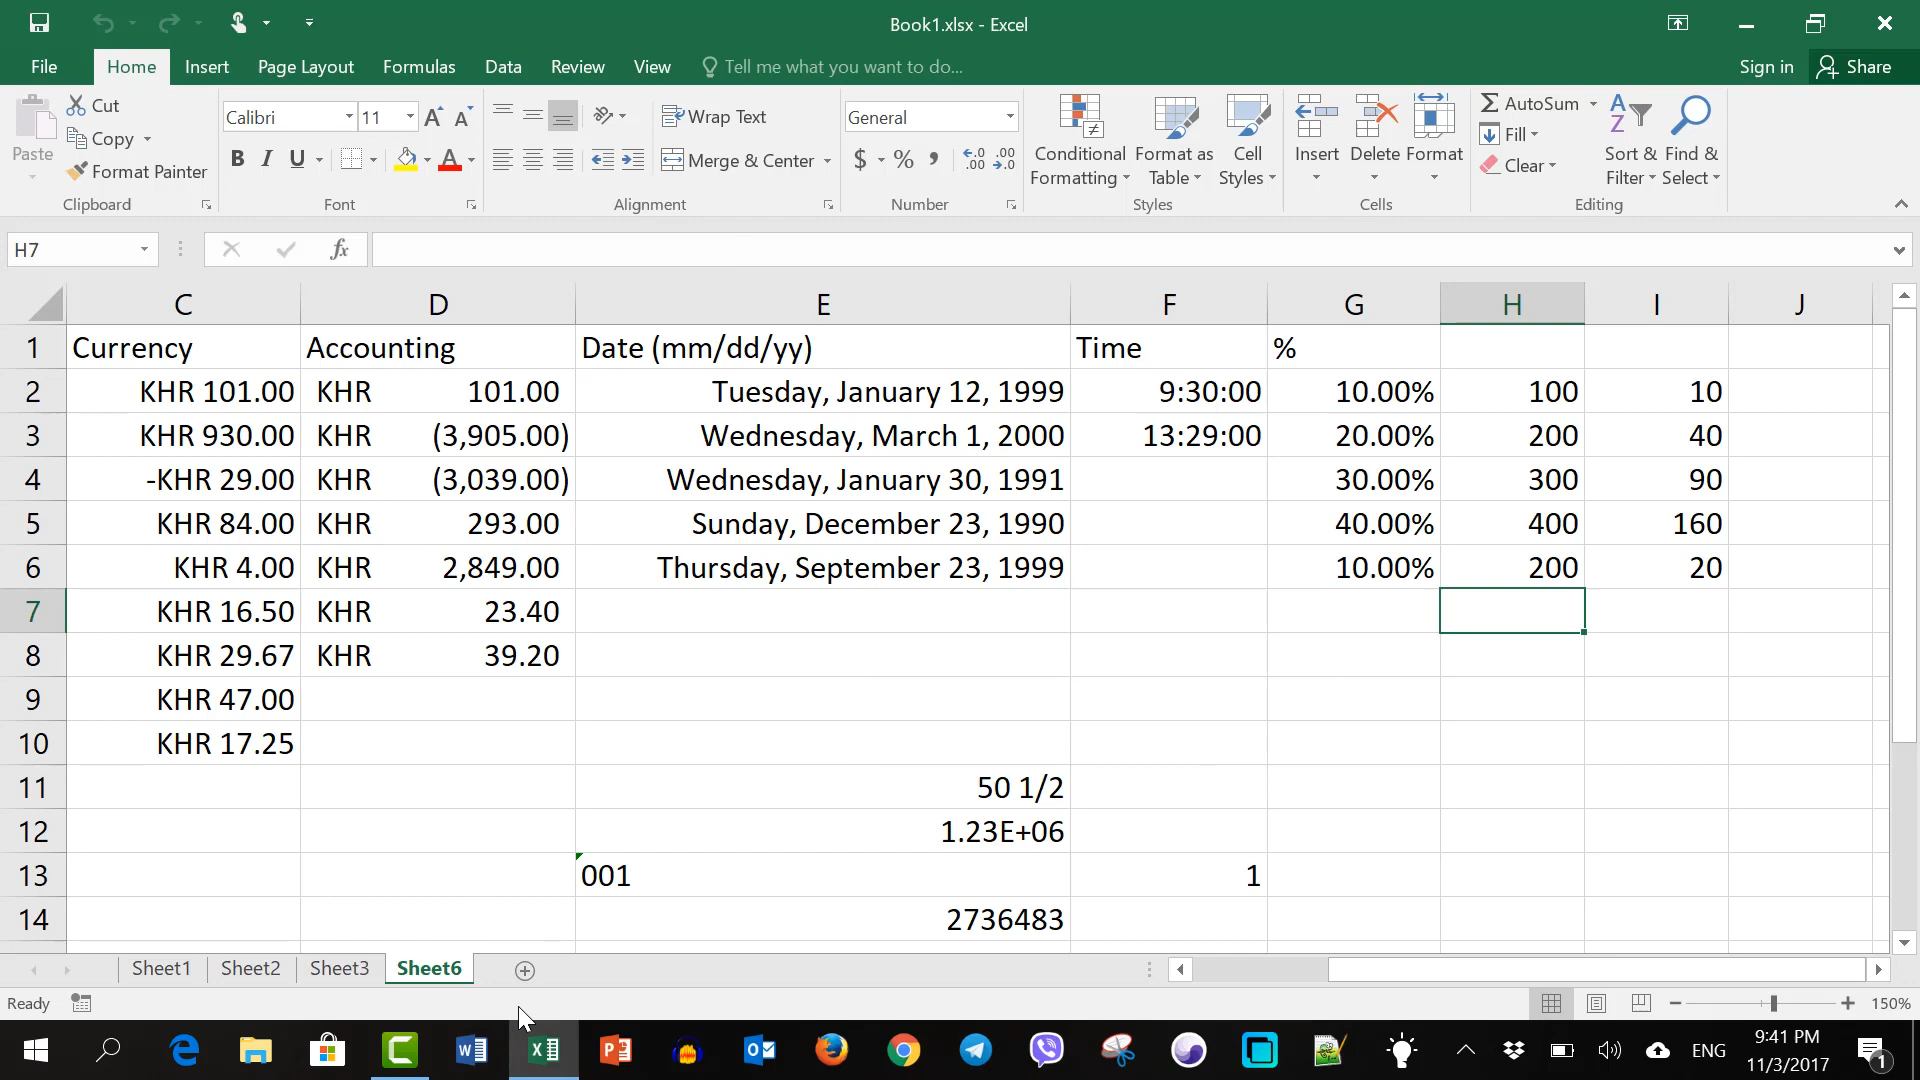 Book1.xlsx - Excel
File Home Insert Page Layout Formulas Data Review View Tell me what you want to do... Sign in Share
Paste
Cut
Copy
Format Painter
Clipboard
Calibri 11
B I U A
Font
Wrap Text
Merge & Center
Alignment
General
$ % , .0 .00 .00 .0
Number
Conditional Formatting
Format as Table
Cell Styles
Styles
Insert Delete Format
Cells
AutoSum
Fill
Clear
Sort & Filter
Find & Select
Editing
H7 fx
C D E F G H I J
1 Currency Accounting Date (mm/dd/yy) Time %
2 KHR 101.00 KHR 101.00 Tuesday, January 12, 1999 9:30:00 10.00% 100 10
3 KHR 930.00 KHR (3,905.00) Wednesday, March 1, 2000 13:29:00 20.00% 200 40
4 -KHR 29.00 KHR (3,039.00) Wednesday, January 30, 1991 30.00% 300 90
5 KHR 84.00 KHR 293.00 Sunday, December 23, 1990 40.00% 400 160
6 KHR 4.00 KHR 2,849.00 Thursday, September 23, 1999 10.00% 200 20
7 KHR 16.50 KHR 23.40
8 KHR 29.67 KHR 39.20
9 KHR 47.00
10 KHR 17.25
11 50 1/2
12 1.23E+06
13 001 1
14 2736483
Sheet1 Sheet2 Sheet3 Sheet6
Ready 150%
ENG 9:41 PM
11/3/2017 1